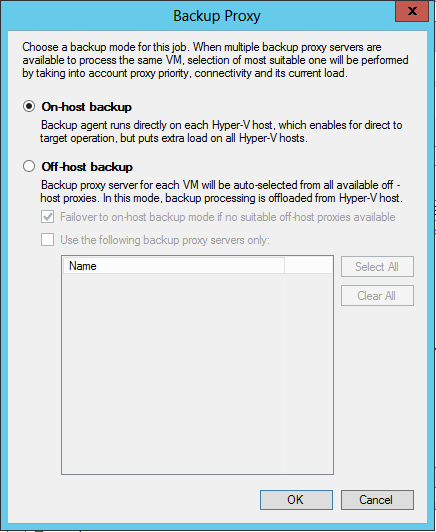 Backup Proxy
x
Choose a backup mode for this job. When multiple backup proxy servers are
available to process the same VM, selection of most suitable one will be performed
by taking into account proxy priority, connectivity and its current load.
On-host backup
Backup agent runs directly on each Hyper-V host, which enables for direct to
target operation, but puts extra load on all Hyper-V hosts.
Off-host backup
Backup proxy server for each VM will be auto-selected from all available off -
host proxies. In this mode, backup processing is offloaded from Hyper-V host.
Failover to on-host backup mode if no suitable off-host proxies available
Use the following backup proxy servers only:
Name
Select All
Clear All
OK
Cancel